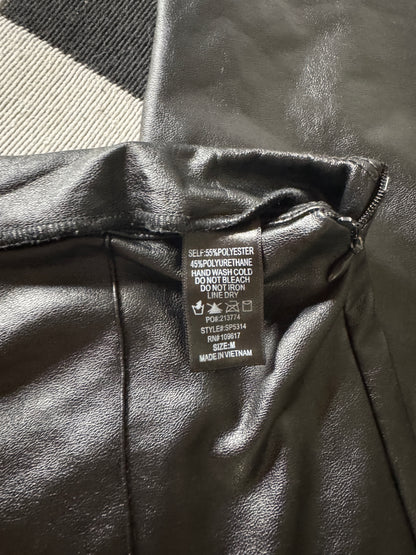 SELF: 55%POLYESTER
45%POLYURETHANE
HAND WASH COLD
DO NOT BLEACH
DO NOT IRON
LINE DRY
PO#:213774
STYLE#:SP5314
RN#109617
SIZE:M
MADE IN VIETNAM